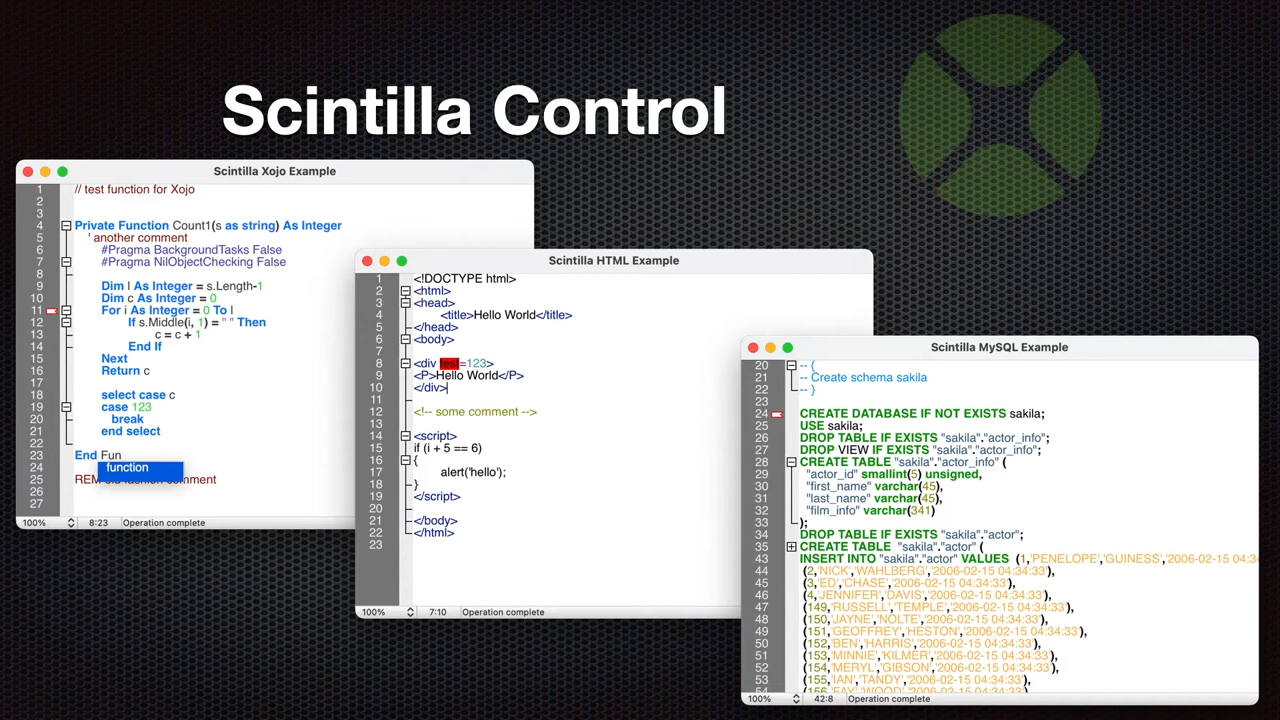 Scintilla Control
Scintilla Xojo Example
1 // test function for Xojo
2
3
4 Private Function Count1(s as string) As Integer
5 ' another comment
6 #Pragma BackgroundTasks False
7 #Pragma NilObjectChecking False
8
9 Dim l As Integer = s.Length-1
10 Dim c As Integer = 0
11 For i As Integer = 0 To l
12 If s.Middle(i, 1) = " " Then
13 c = c + 1
14 End If
15 Next
16 Return c
17
18 select case c
19 case 123
20 break
21 end select
22
23 End Fun
24 function
25 REM old fashion comment
26
27
100% 8:23 Operation complete
Scintilla HTML Example
1 <!DOCTYPE html>
2 <html>
3 <head>
4 <title>Hello World</title>
5 </head>
6 <body>
7
8 <div test=123>
9 <P>Hello World</P>
10 </div>
11
12 <!-- some comment -->
13
14 <script>
15 if (i + 5 == 6)
16 {
17 alert('hello');
18 }
19 </script>
20
21 </body>
22 </html>
23
100% 7:10 Operation complete
Scintilla MySQL Example
20 -- {
21 -- Create schema sakila
22 -- }
23
24 CREATE DATABASE IF NOT EXISTS sakila;
25 USE sakila;
26 DROP TABLE IF EXISTS "sakila"."actor_info";
27 DROP VIEW IF EXISTS "sakila"."actor_info";
28 CREATE TABLE "sakila"."actor_info" (
29 "actor_id" smallint(5) unsigned,
30 "first_name" varchar(45),
31 "last_name" varchar(45),
32 "film_info" varchar(341)
33 );
34 DROP TABLE IF EXISTS "sakila"."actor";
35 CREATE TABLE "sakila"."actor" (
43 INSERT INTO "sakila"."actor" VALUES (1,'PENELOPE','GUINESS','2006-02-15 04:34
44 (2,'NICK','WAHLBERG','2006-02-15 04:34:33'),
45 (3,'ED','CHASE','2006-02-15 04:34:33'),
46 (4,'JENNIFER','DAVIS','2006-02-15 04:34:33'),
47 (149,'RUSSELL','TEMPLE','2006-02-15 04:34:33'),
48 (150,'JAYNE','NOLTE','2006-02-15 04:34:33'),
49 (151,'GEOFFREY','HESTON','2006-02-15 04:34:33'),
50 (152,'BEN','HARRIS','2006-02-15 04:34:33'),
51 (153,'MINNIE','KILMER','2006-02-15 04:34:33'),
52 (154,'MERYL','GIBSON','2006-02-15 04:34:33'),
53 (155,'IAN','TANDY','2006-02-15 04:34:33'),
54 (156,'FAY','WOOD','2006-02-15 04:34:33'),
100% 42:8 Operation complete